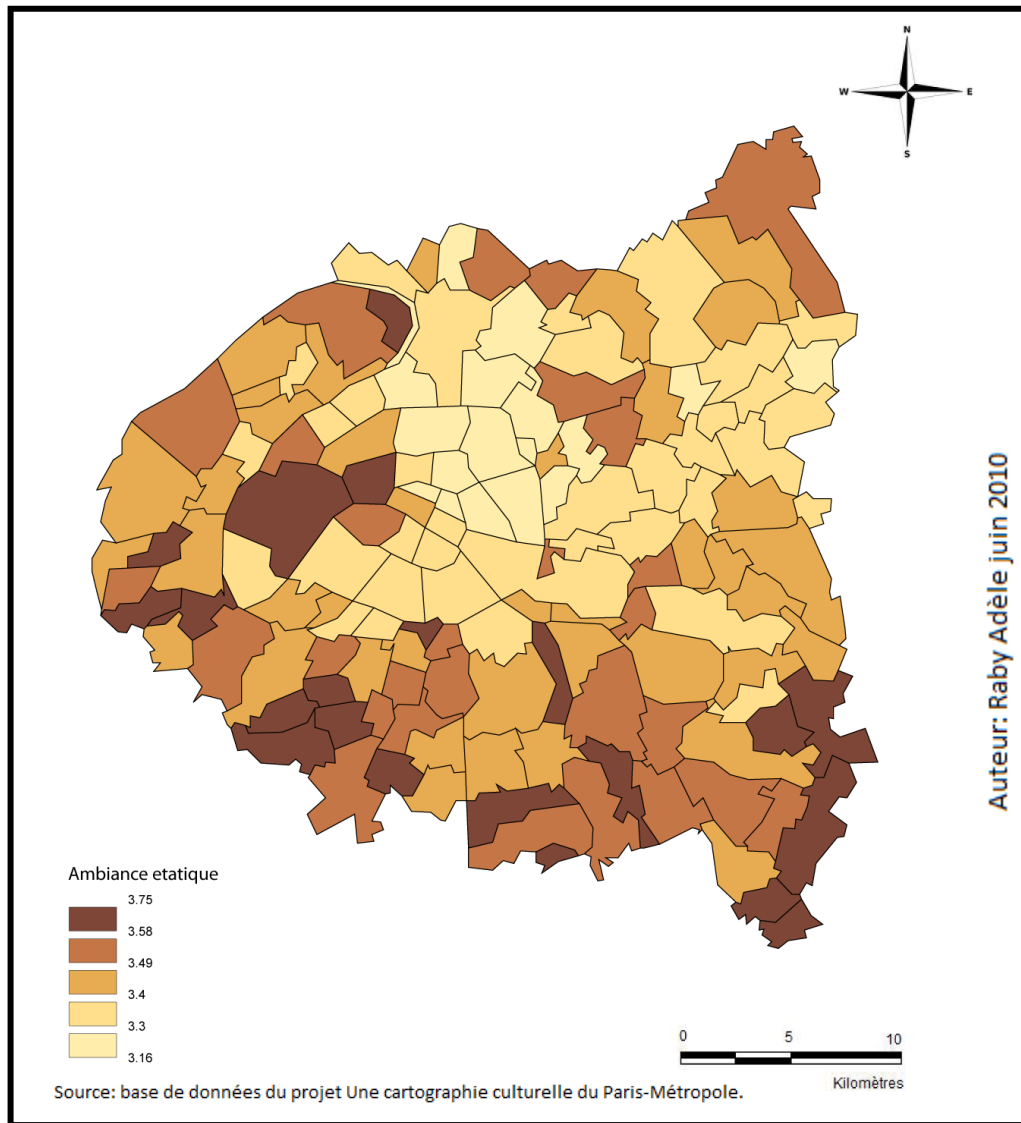 N
W
E
S
Auteur: Raby Adèle juin 2010
Ambiance etatique
3.75
3.58
3.49
3.4
3.3
3.16
0 5 10
Kilomètres
Source: base de données du projet Une cartographie culturelle du Paris-Métropole.